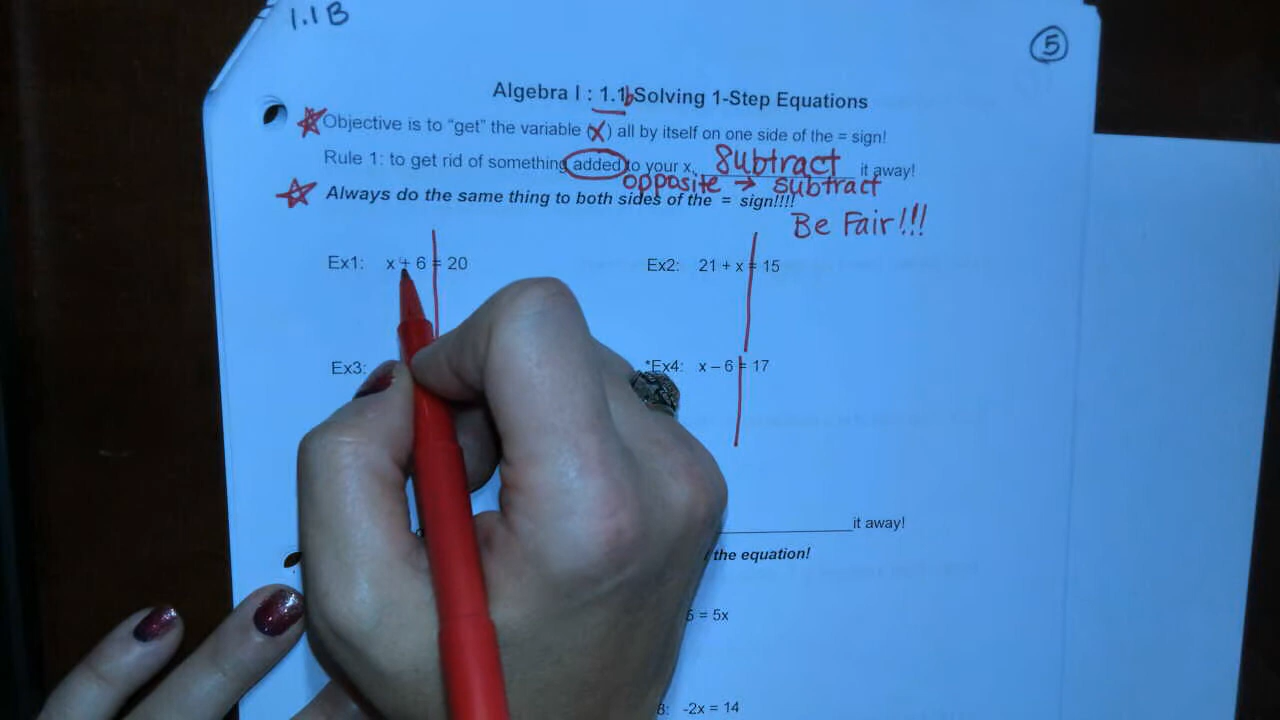 1.1B
5
Algebra I : 1.1b Solving 1-Step Equations
Objective is to “get” the variable (x) all by itself on one side of the = sign!
Rule 1: to get rid of something added to your x, subtract it away!
opposite → subtract
Always do the same thing to both sides of the = sign!!!!
Be Fair!!!
Ex1: x + 6 = 20
Ex2: 21 + x = 15
Ex3:
*Ex4: x – 6 = 17
it away!
the equation!
= 5x
-2x = 14